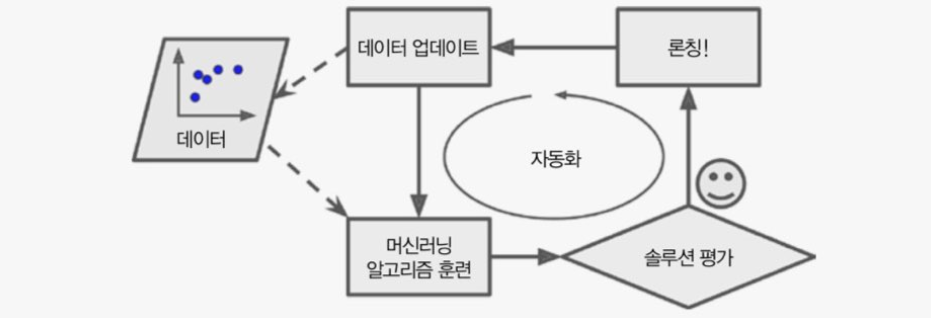 데이터 업데이트
론칭!
데이터
자동화
머신러닝
알고리즘 훈련
솔루션 평가